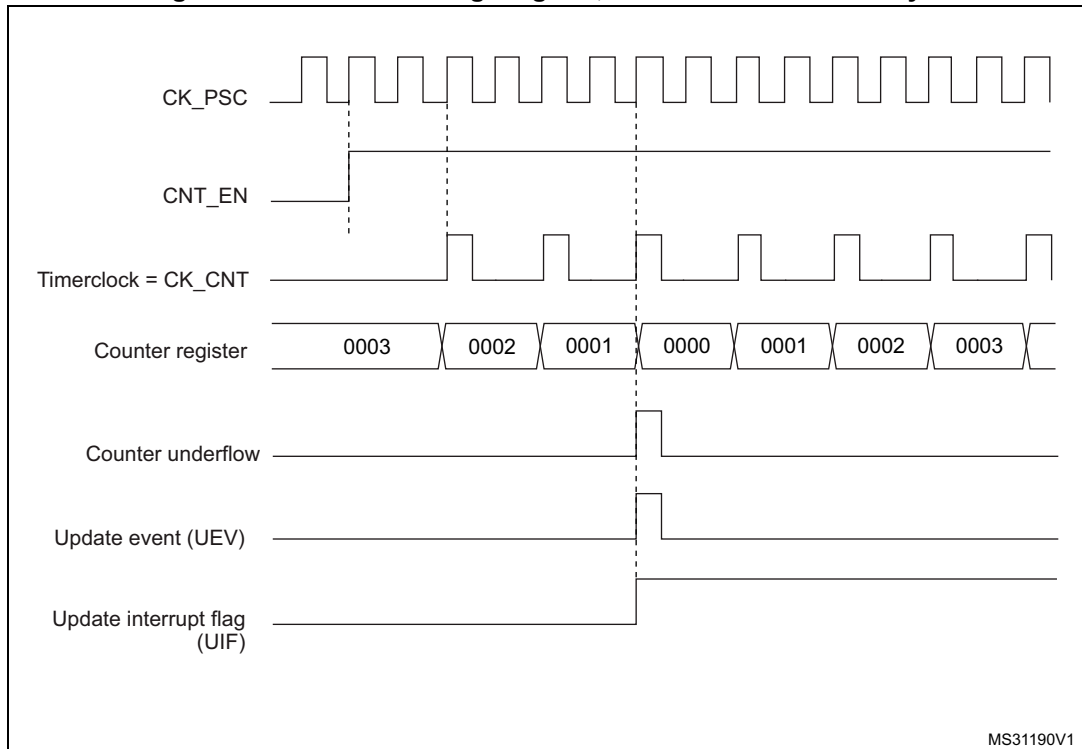 CK_PSC
CNT_EN
Timerclock = CK_CNT
Counter register 0003 0002 0001 0000 0001 0002 0003
Counter underflow
Update event (UEV)
Update interrupt flag
(UIF)
MS31190V1